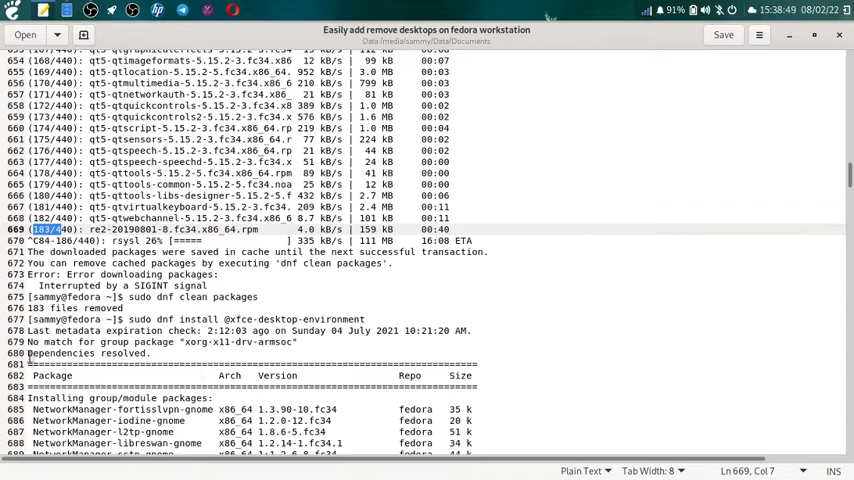 91%
15:38:49
08/02/22
Open
Easily add remove desktops on fedora workstation
Data /media/sammy/Data/Documents
Save
654 (168/440): qt5-qtimageformats-5.15.2-3.fc34.x86 12 kB/s | 99 kB 00:07
655 (169/440): qt5-qtlocation-5.15.2-5.fc34.x86_64. 952 kB/s | 3.0 MB 00:03
656 (170/440): qt5-qtmultimedia-5.15.2-3.fc34.x86_6 210 kB/s | 799 kB 00:03
657 (171/440): qt5-qtnetworkauth-5.15.2-3.fc34.x86_ 21 kB/s | 81 kB 00:03
658 (172/440): qt5-qtquickcontrols-5.15.2-3.fc34.x8 389 kB/s | 1.0 MB 00:02
659 (173/440): qt5-qtquickcontrols2-5.15.2-3.fc34.x 576 kB/s | 1.6 MB 00:02
660 (174/440): qt5-qtscript-5.15.2-3.fc34.x86_64.rp 219 kB/s | 1.0 MB 00:04
661 (175/440): qt5-qtsensors-5.15.2-3.fc34.x86_64.r 77 kB/s | 224 kB 00:02
662 (176/440): qt5-qtspeech-5.15.2-3.fc34.x86_64.rp 21 kB/s | 44 kB 00:02
663 (177/440): qt5-qtspeech-speechd-5.15.2-3.fc34.x 51 kB/s | 24 kB 00:00
664 (178/440): qt5-qttools-5.15.2-5.fc34.x86_64.rpm 89 kB/s | 41 kB 00:00
665 (179/440): qt5-qttools-common-5.15.2-5.fc34.noa 25 kB/s | 12 kB 00:00
666 (180/440): qt5-qttools-libs-designer-5.15.2-5.f 432 kB/s | 2.7 MB 00:06
667 (181/440): qt5-qtvirtualkeyboard-5.15.2-3.fc34. 209 kB/s | 2.4 MB 00:11
668 (182/440): qt5-qtwebchannel-5.15.2-3.fc34.x86_6 8.7 kB/s | 101 kB 00:11
669 (183/440): re2-20190801-8.fc34.x86_64.rpm 4.0 kB/s | 159 kB 00:40
670 ^C84-186/440): rsysl 26% [===== ] 335 kB/s | 111 MB 16:08 ETA
671 The downloaded packages were saved in cache until the next successful transaction.
672 You can remove cached packages by executing 'dnf clean packages'.
673 Error: Error downloading packages:
674 Interrupted by a SIGINT signal
675 [sammy@fedora ~]$ sudo dnf clean packages
676 183 files removed
677 [sammy@fedora ~]$ sudo dnf install @xfce-desktop-environment
678 Last metadata expiration check: 2:12:03 ago on Sunday 04 July 2021 10:21:20 AM.
679 No match for group package "xorg-x11-drv-armsoc"
680 Dependencies resolved.
681 ================================================================================
682 Package Arch Version Repo Size
683 ================================================================================
684 Installing group/module packages:
685 NetworkManager-fortisslvpn-gnome x86_64 1.3.90-10.fc34 fedora 35 k
686 NetworkManager-iodine-gnome x86_64 1.2.0-12.fc34 fedora 20 k
687 NetworkManager-l2tp-gnome x86_64 1.8.6-5.fc34 fedora 51 k
688 NetworkManager-libreswan-gnome x86_64 1.2.14-1.fc34.1 fedora 34 k
Plain Text
Tab Width: 8
Ln 669, Col 7
INS